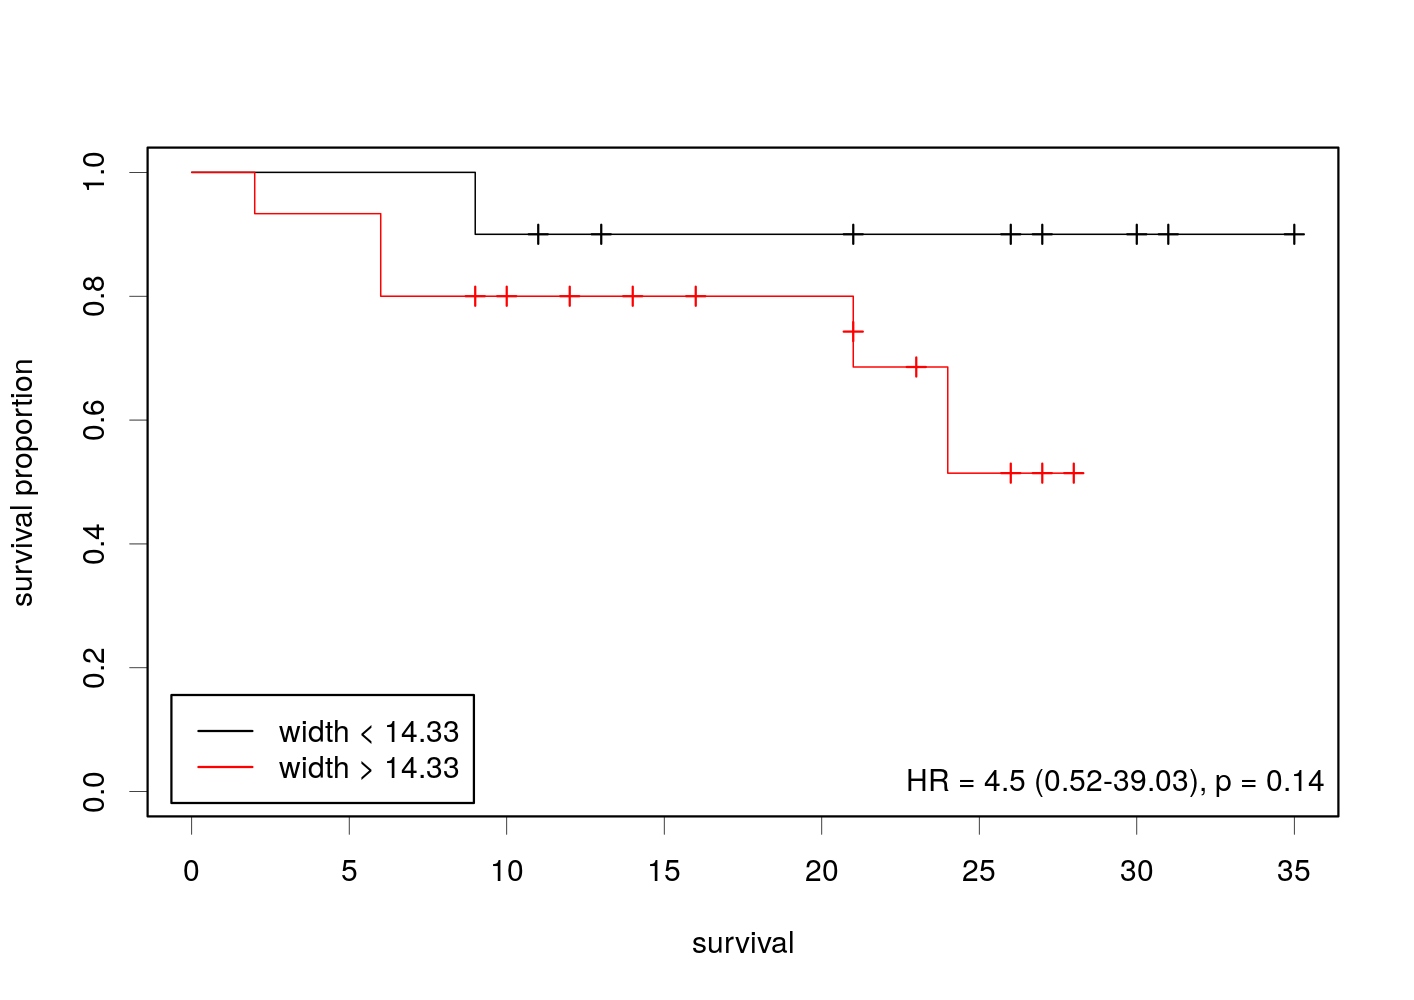 survival proportion
1.0
0.8
0.6
0.4
0.2
0.0
width < 14.33
width > 14.33
HR = 4.5 (0.52-39.03), p = 0.14
0 5 10 15 20 25 30 35
survival